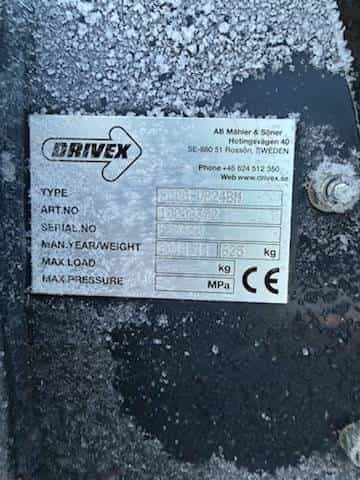 DRIVEX
AB Mähler & Söner
Hotingsvägen 40
SE-880 51 Rossön, SWEDEN
Phone +46 624 512 350
Web www.drivex.se
TYPE
ART.NO
SERIAL.NO
MAN.YEAR/WEIGHT kg
MAX.LOAD kg
MAX.PRESSURE MPa
CE